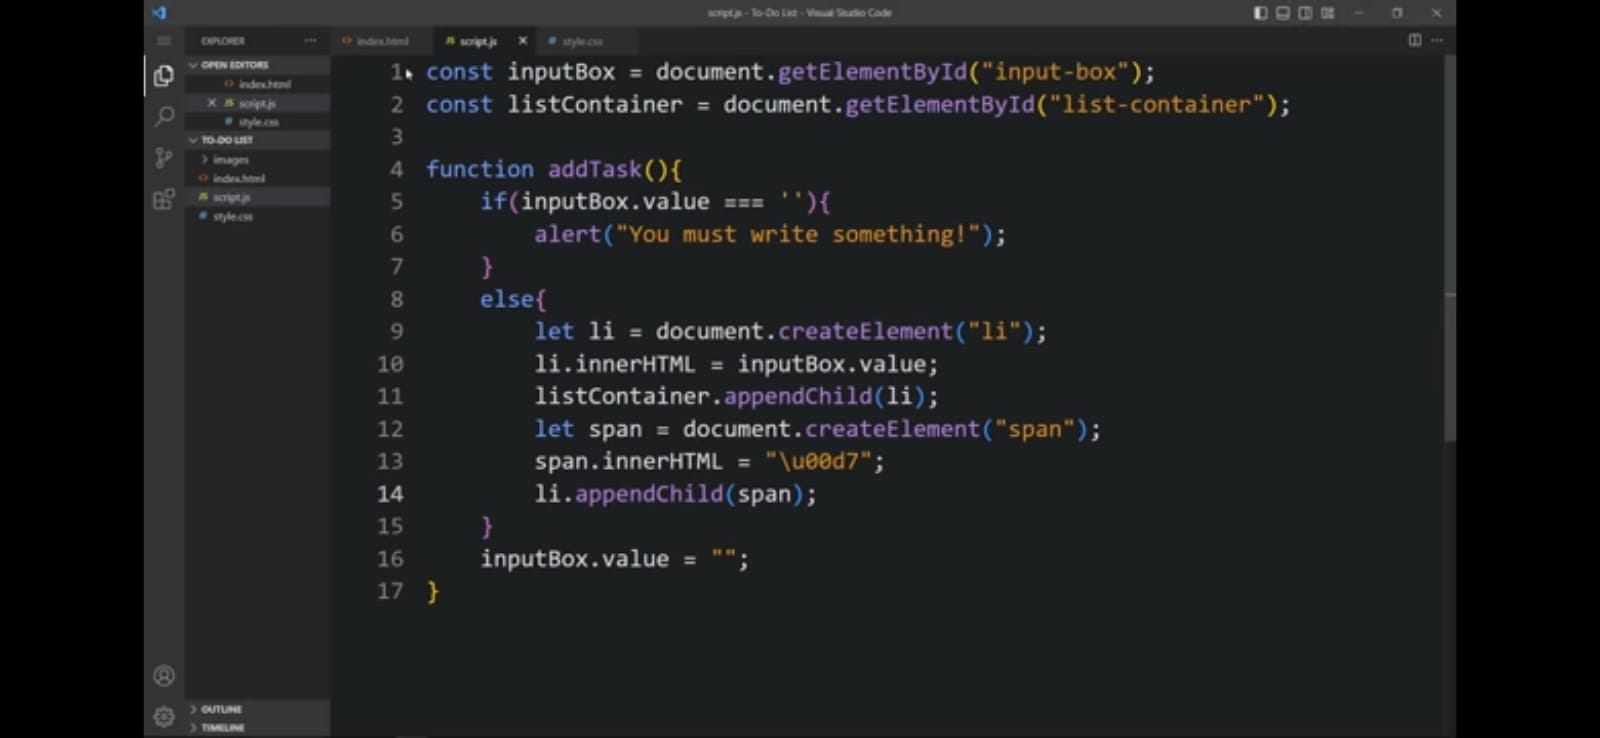 script.js - To-Do List - Visual Studio Code
EXPLORER
index.html
script.js
style.css
OPEN EDITORS
index.html
script.js
style.css
TO-DO LIST
images
index.html
script.js
style.css
OUTLINE
TIMELINE
1 const inputBox = document.getElementById("input-box");
2 const listContainer = document.getElementById("list-container");
3
4 function addTask(){
5 if(inputBox.value === ''){
6 alert("You must write something!");
7 }
8 else{
9 let li = document.createElement("li");
10 li.innerHTML = inputBox.value;
11 listContainer.appendChild(li);
12 let span = document.createElement("span");
13 span.innerHTML = "\u00d7";
14 li.appendChild(span);
15 }
16 inputBox.value = "";
17 }